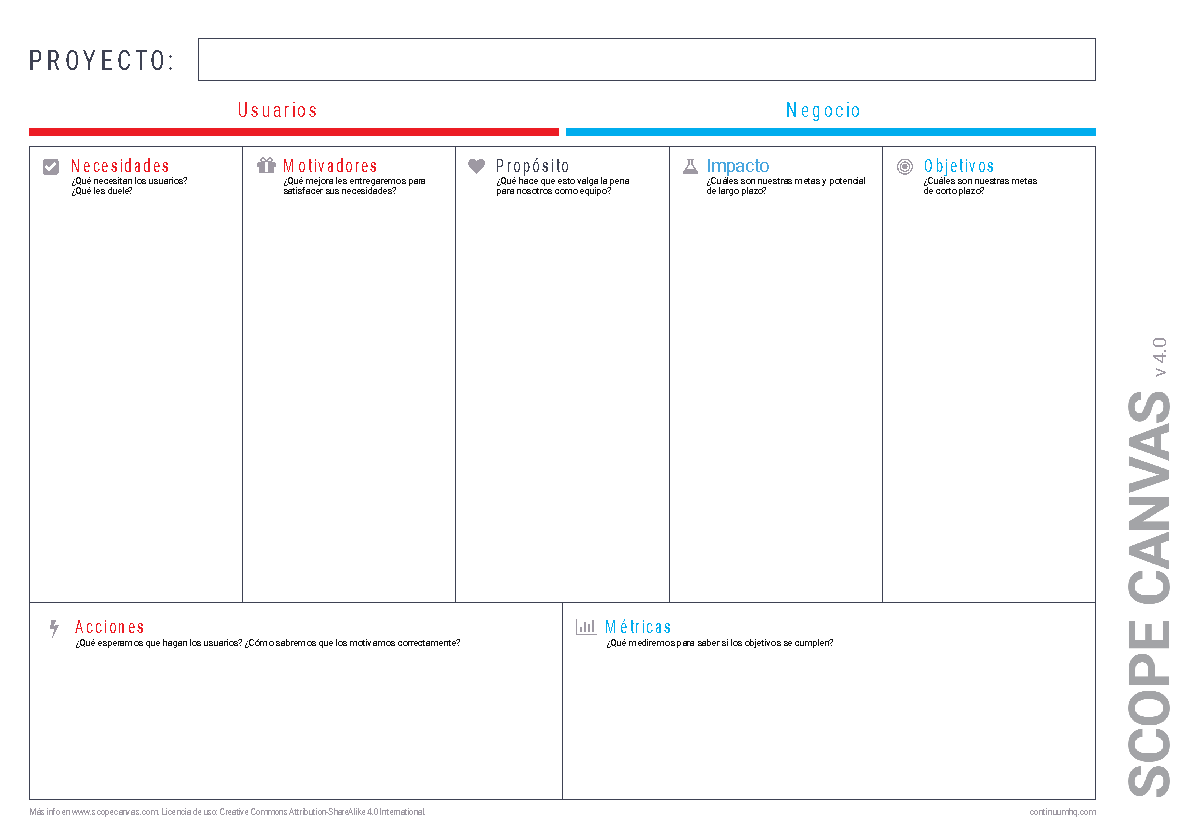 PROYECTO:
Usuarios
Negocio
Necesidades
¿Qué necesitan los usuarios?
¿Qué les duele?
Motivadores
¿Qué mejora les entregaremos para
satisfacer sus necesidades?
Propósito
¿Qué hace que esto valga la pena
para nosotros como equipo?
Impacto
¿Cuáles son nuestras metas y potencial
de largo plazo?
Objetivos
¿Cuáles son nuestras metas
de corto plazo?
Acciones
¿Qué esperamos que hagan los usuarios? ¿Cómo sabremos que los motivamos correctamente?
Métricas
¿Qué mediremos para saber si los objetivos se cumplen?
SCOPE CANVAS v 4.0
Más info en www.scopecanvas.com. Licencia de uso: Creative Commons Attribution-ShareAlike 4.0 International.
continuumhq.com